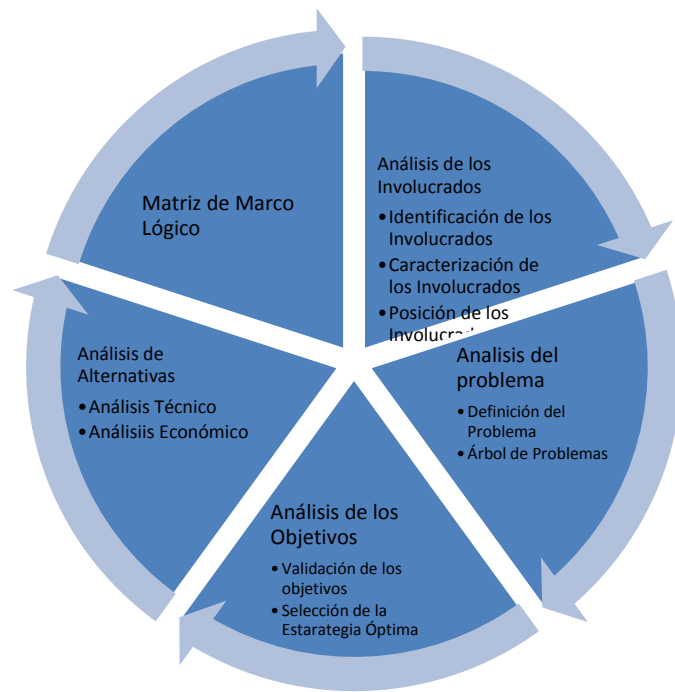 Análisis de los
Involucrados
• Identificación de los
Involucrados
• Caracterización de
los Involucrados
• Posición de los
Analisis del
problema
• Definición del
Problema
• Árbol de Problemas
Análisis de los
Objetivos
• Validación de los
objetivos
• Selección de la
Estarategia Óptima
Análisis de
Alternativas
• Análisis Técnico
• Análisiis Económico
Matriz de Marco
Lógico